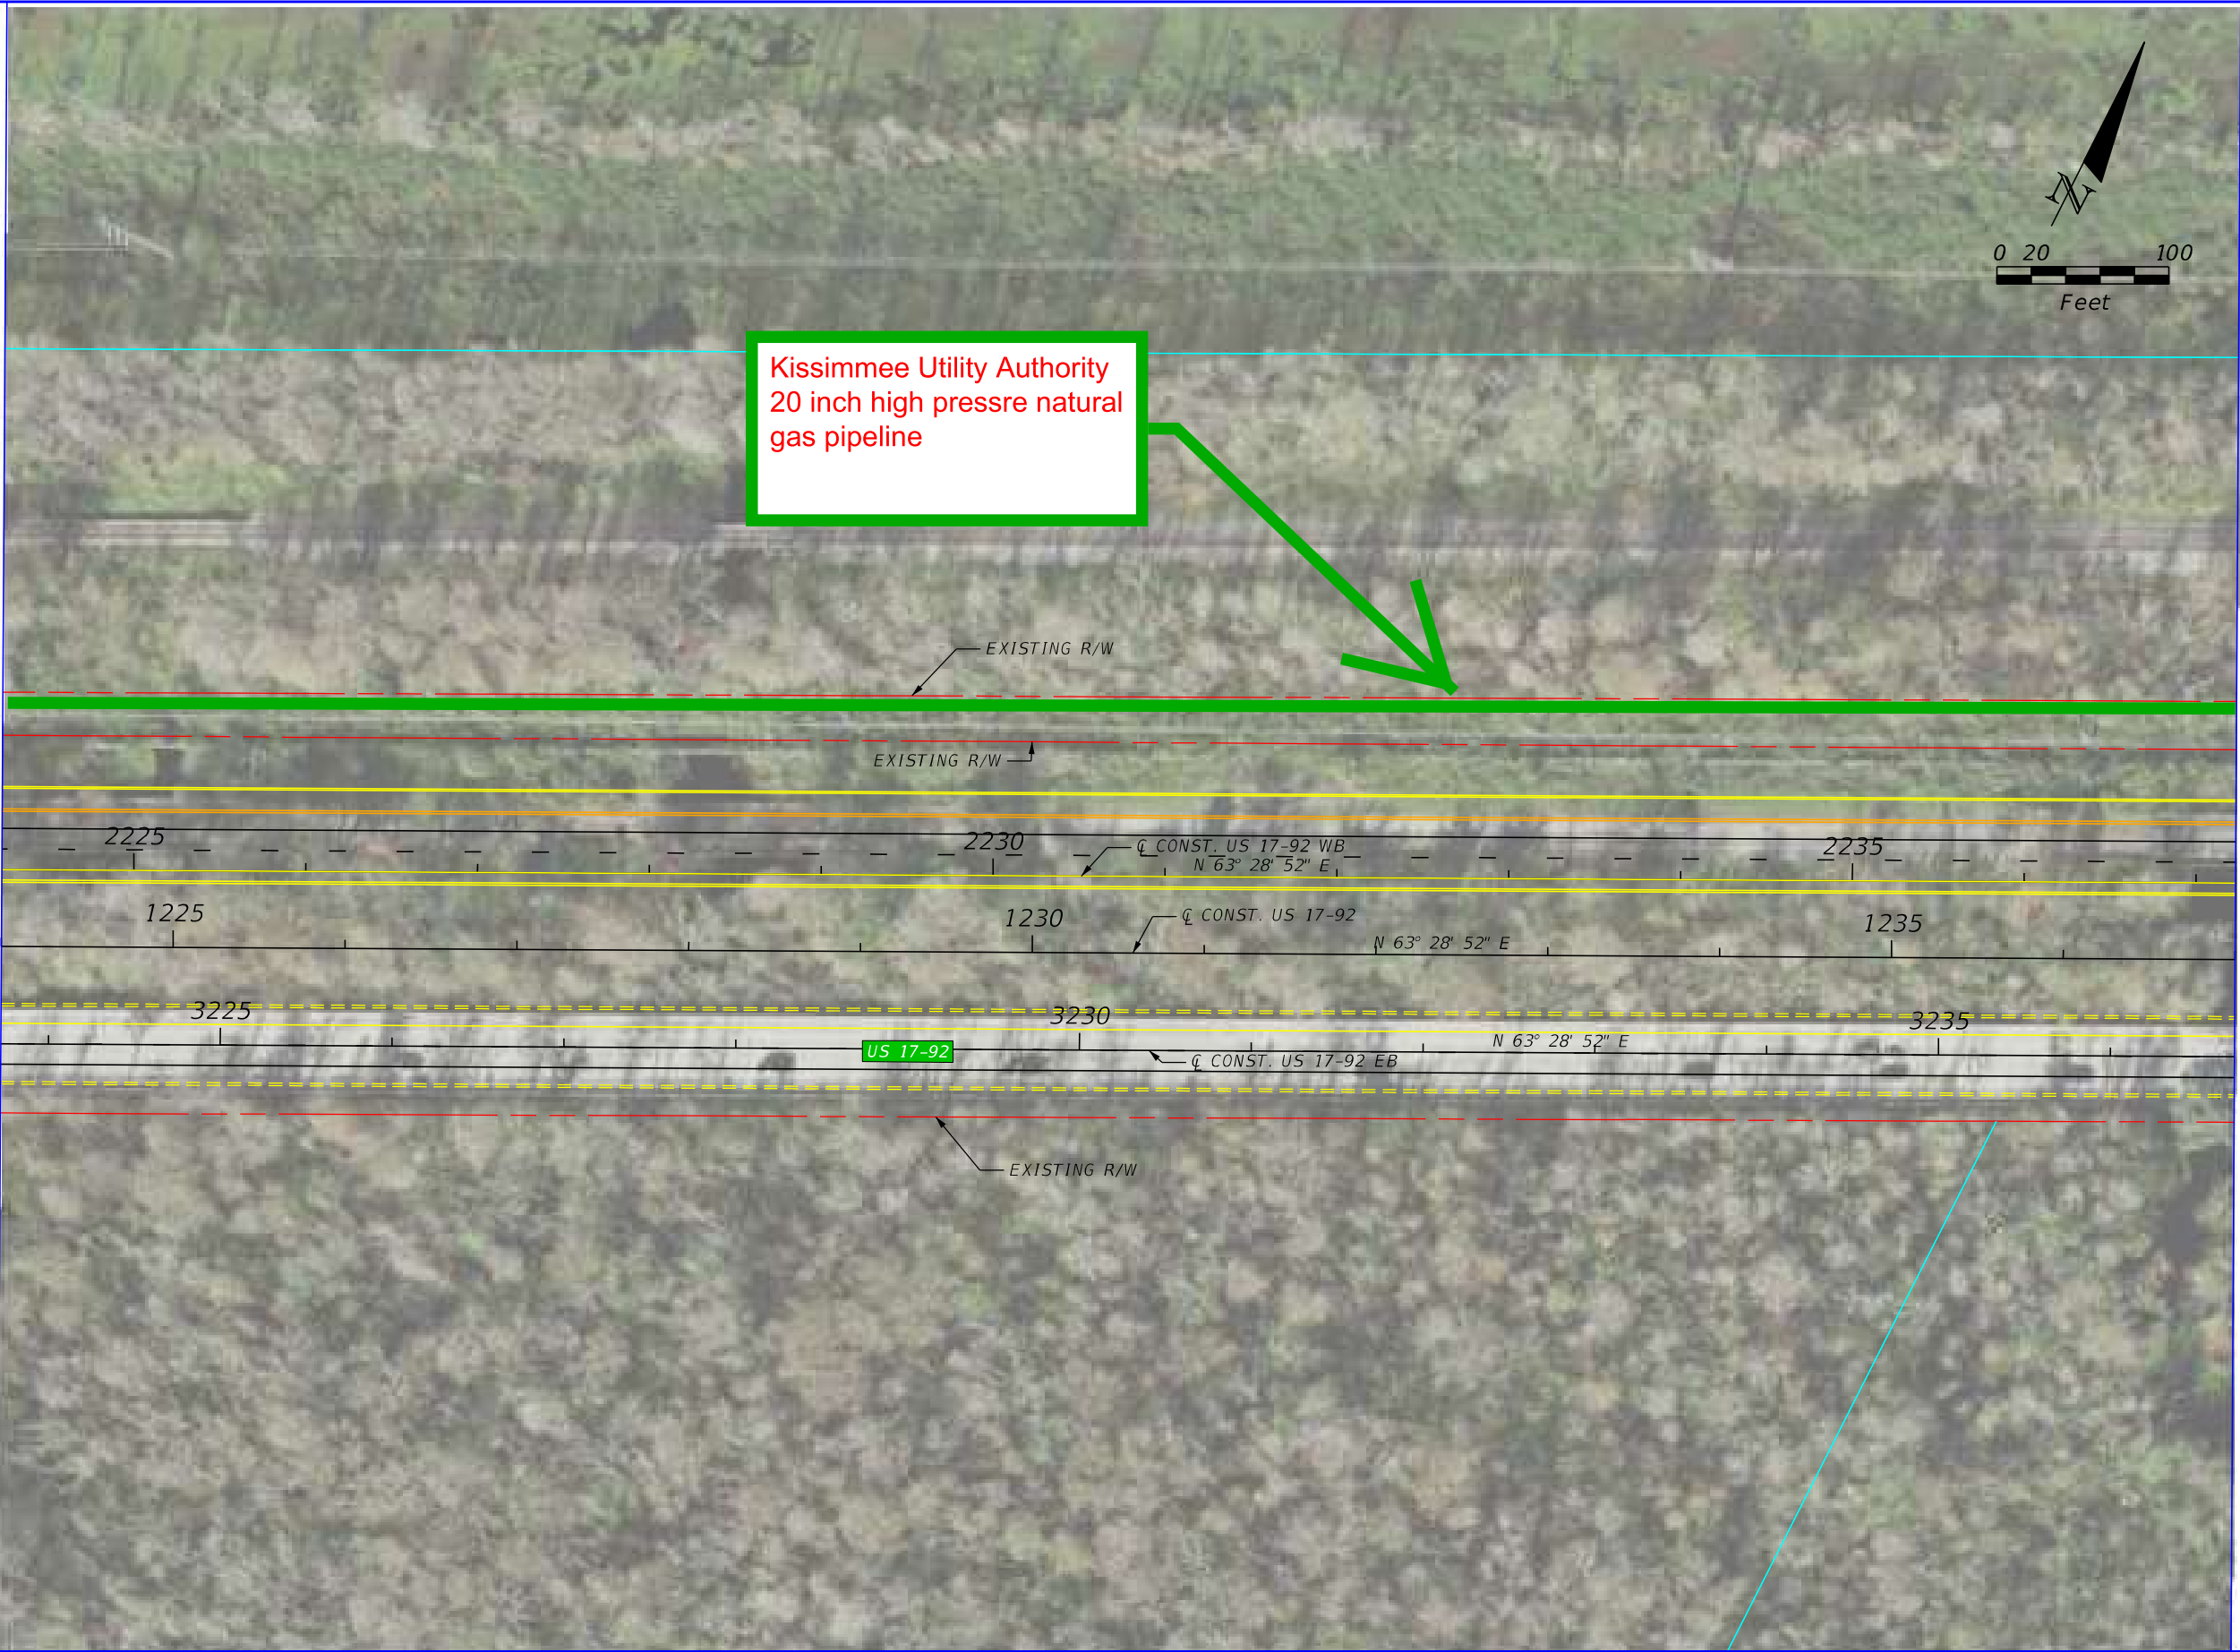 N
0 20 100
Feet
Kissimmee Utility Authority
20 inch high pressre natural
gas pipeline
EXISTING R/W
EXISTING R/W
2225 2230 2235
℄ CONST. US 17-92 WB
N 63° 28' 52" E
1225 1230 1235
℄ CONST. US 17-92
N 63° 28' 52" E
3225 3230 3235
N 63° 28' 52" E
US 17-92
℄ CONST. US 17-92 EB
EXISTING R/W